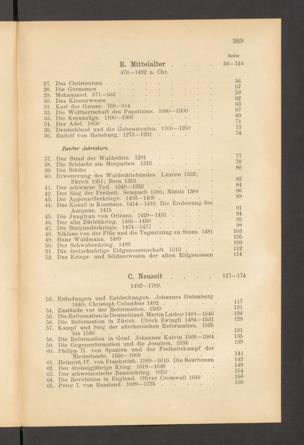 269
Seite
B. Mittelalter . . . . . 56—116
476—1492 n. Chr.
27. Das Christentum . . . . . 56
28. Die Germanen . . . . . 57
29. Mohammed. 571—632 . . . . . 59
30. Das Klosterwesen . . . . . 62
31. Karl der Grosse. 768—814 . . . . . 63
32. Die Weltherrschaft des Papsttums. 1000—1300 . . . . . 67
33. Die Kreuzzüge. 1100—1300 . . . . . 69
34. Der Adel. 1000 . . . . . 71
35. Deutschland und die Hohenstaufen. 1100—1250 . . . . . 73
36. Rudolf von Habsburg. 1273—1291 . . . . . 74
Zweiter Jahreskurs.
37. Der Bund der Waldstätte. 1291 . . . . . 77
38. Die Schlacht am Morgarten. 1315 . . . . . 79
39. Die Städte . . . . . 80
40. Erweiterung des Waldstättebundes. Luzern 1332;
Zürich 1351; Bern 1353 . . . . . 82
41. Der schwarze Tod. 1348—1350 . . . . . 84
42. Der Sieg der Freiheit. Sempach 1386; Näfels 1388 . . . . . 86
43. Die Appenzellerkriege. 1403—1408 . . . . . 89
44. Das Konzil in Konstanz. 1414—1418. Die Eroberung des
Aargaus. 1415 . . . . . 91
45. Die Jungfrau von Orléans. 1429—1431 . . . . . 94
46. Der alte Zürichkrieg. 1436—1450 . . . . . 95
47. Die Burgunderkriege. 1474—1477 . . . . . 98
48. Niklaus von der Flüe und die Tagsatzung zu Stans. 1481 . . . . . 103
49. Hans Waldmann. 1489 . . . . . 105
50. Der Schwabenkrieg. 1499 . . . . . 109
51. Die dreizehnörtige Eidgenossenschaft. 1513 . . . . . 112
52. Das Kriegs- und Söldnerwesen der alten Eidgenossen . . . . . 114
C. Neuzeit . . . . . 117—174
1492—1789.
53. Erfindungen und Entdeckungen. Johannes Gutenberg
1440; Christoph Columbus 1492 . . . . . 117
54. Zustände vor der Reformation. 1500 . . . . . 121
55. Die Reformation in Deutschland. Martin Luther 1483—1546 . . . . . 124
56. Die Reformation in Zürich. Ulrich Zwingli 1484—1531 . . . . . 129
57. Kampf und Sieg der zürcherischen Reformation. 1525
bis 1530 . . . . . 131
58. Die Reformation in Genf. Johannes Kalvin 1509—1564 . . . . . 135
59. Die Gegenreformation und die Jesuiten. 1534 . . . . . 139
60. Philipp II. von Spanien und der Freiheitskampf der
Niederlande. 1556—1609 . . . . . 141
61. Heinrich IV. von Frankreich. 1589—1610. Die Bourbonen . . . . . 145
62. Der dreissigjährige Krieg. 1618—1648 . . . . . 148
63. Der schweizerische Bauernkrieg. 1653 . . . . . 154
64. Die Revolution in England. Oliver Cromwell 1649 . . . . . 156
65. Peter I. von Russland. 1689—1725 . . . . . 160